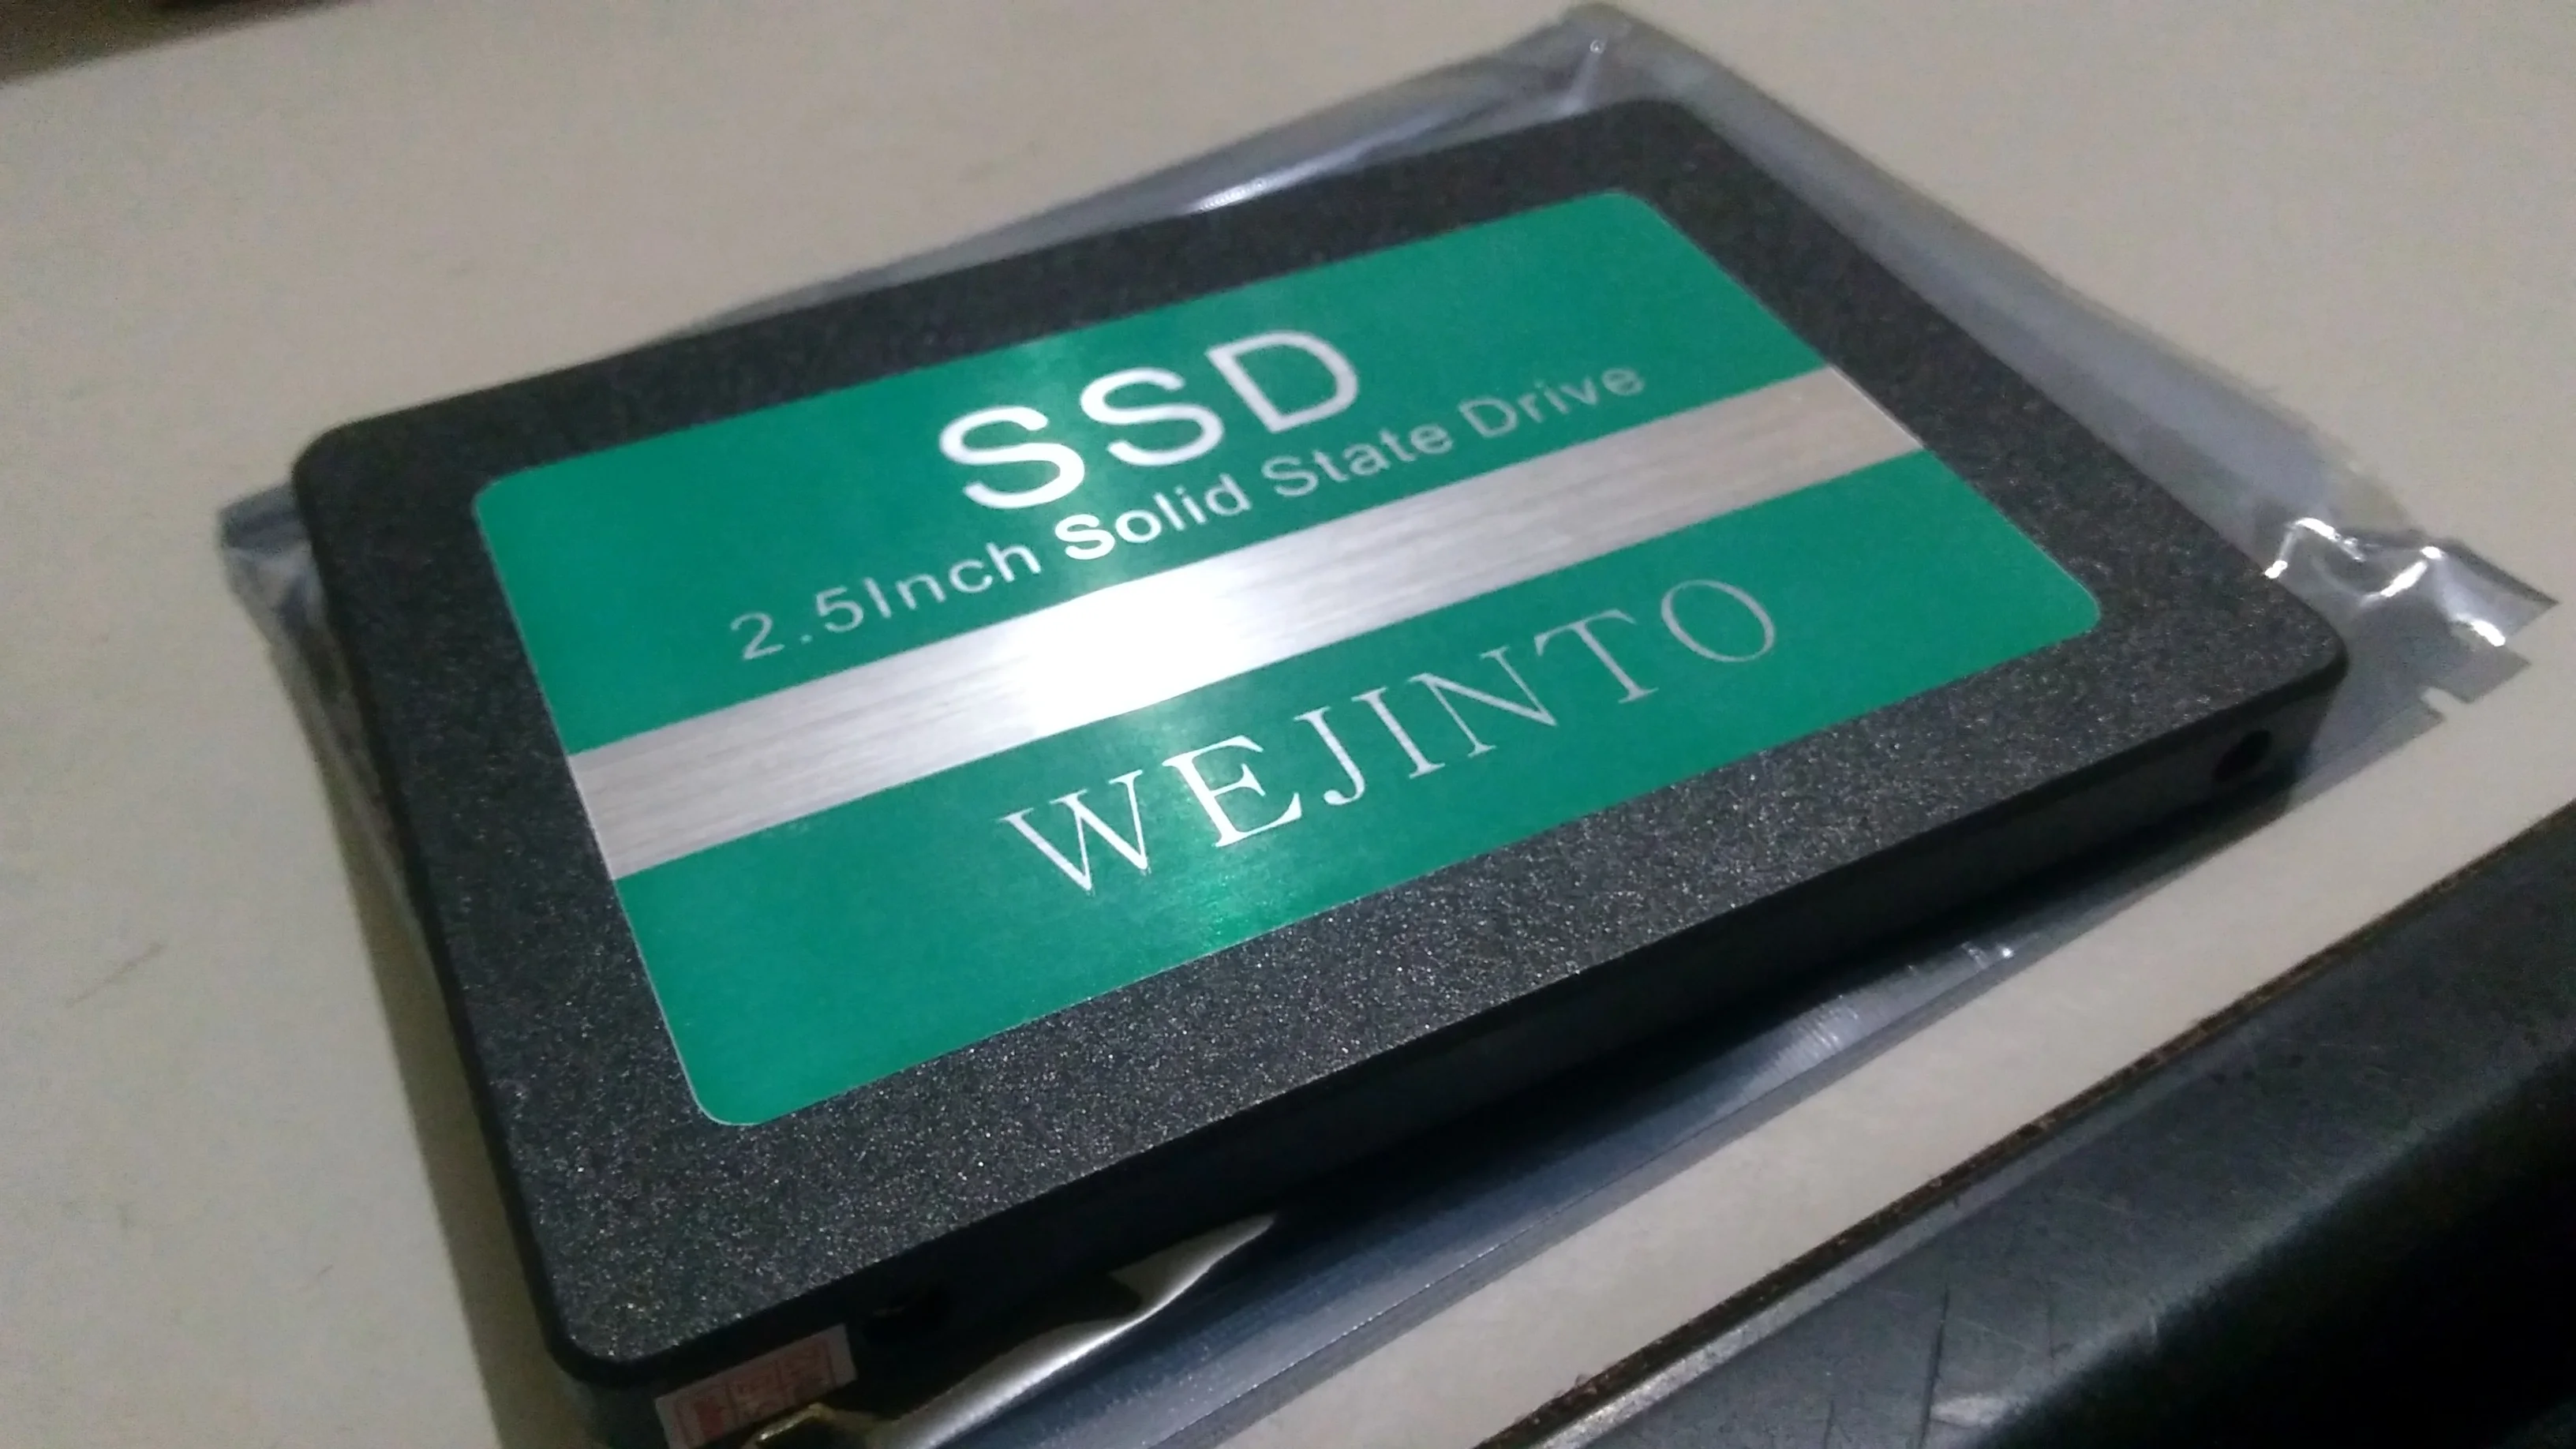 SSD
2.5Inch Solid State Drive
WEJINTO